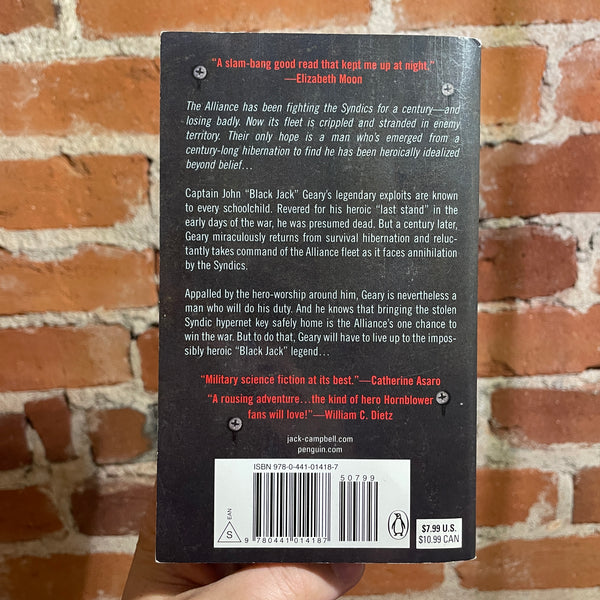 “A slam-bang good read that kept me up at night.”
—Elizabeth Moon
The Alliance has been fighting the Syndics for a century—and
losing badly. Now its fleet is crippled and stranded in enemy
territory. Their only hope is a man who’s emerged from a
century-long hibernation to find he has been heroically idealized
beyond belief…
Captain John “Black Jack” Geary’s legendary exploits are known
to every schoolchild. Revered for his heroic “last stand” in the
early days of the war, he was presumed dead. But a century later,
Geary miraculously returns from survival hibernation and reluc-
tantly takes command of the Alliance fleet as it faces annihilation
by the Syndics.
Appalled by the hero-worship around him, Geary is nevertheless a
man who will do his duty. And he knows that bringing the stolen
Syndic hypernet key safely home is the Alliance’s one chance to
win the war. But to do that, Geary will have to live up to the impos-
sibly heroic “Black Jack” legend…
“Military science fiction at its best.”—Catherine Asaro
“A rousing adventure…the kind of hero Hornblower
fans will love!”—William C. Dietz
jack-campbell.com
penguin.com
ISBN 978-0-441-01418-7
50799
EAN
S
9 780441 014187
$7.99 U.S.
$10.99 CAN